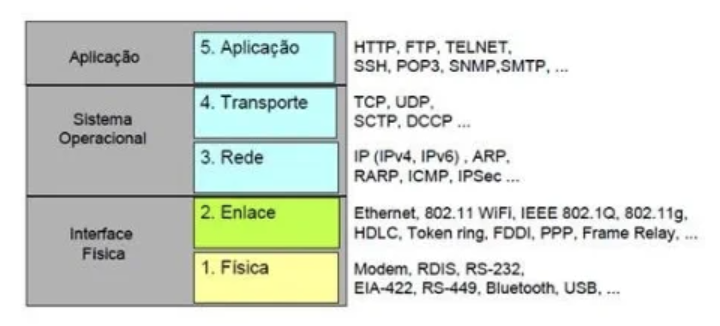 Aplicação
5. Aplicação
HTTP, FTP, TELNET,
SSH, POP3, SNMP,SMTP, ...
Sistema
Operacional
4. Transporte
TCP, UDP,
SCTP, DCCP ...
3. Rede
IP (IPv4, IPv6) , ARP,
RARP, ICMP, IPSec ...
Interface
Física
2. Enlace
Ethernet, 802.11 WiFi, IEEE 802.1Q, 802.11g,
HDLC, Token ring, FDDI, PPP, Frame Relay, ...
1. Física
Modem, RDIS, RS-232,
EIA-422, RS-449, Bluetooth, USB, ...